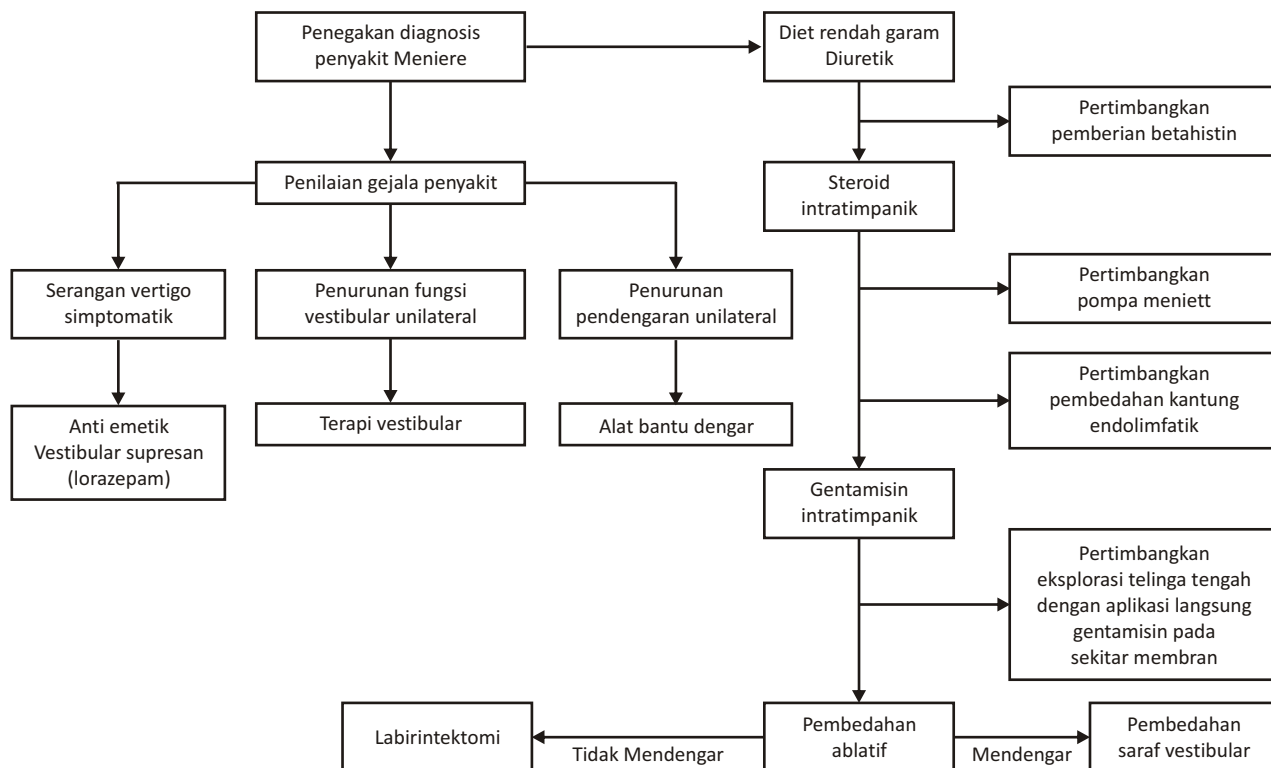 Penegakan diagnosis
penyakit Meniere
Diet rendah garam
Diuretik
Pertimbangkan
pemberian betahistin
Penilaian gejala penyakit
Steroid
intratimpanik
Serangan vertigo
simptomatik
Penurunan fungsi
vestibular unilateral
Penurunan
pendengaran unilateral
Pertimbangkan
pompa meniett
Anti emetik
Vestibular supresan
(lorazepam)
Terapi vestibular
Alat bantu dengar
Pertimbangkan
pembedahan kantung
endolimfatik
Gentamisin
intratimpanik
Pertimbangkan
eksplorasi telinga tengah
dengan aplikasi langsung
gentamisin pada
sekitar membran
Labirintektomi
Tidak Mendengar
Pembedahan
ablatif
Mendengar
Pembedahan
saraf vestibular